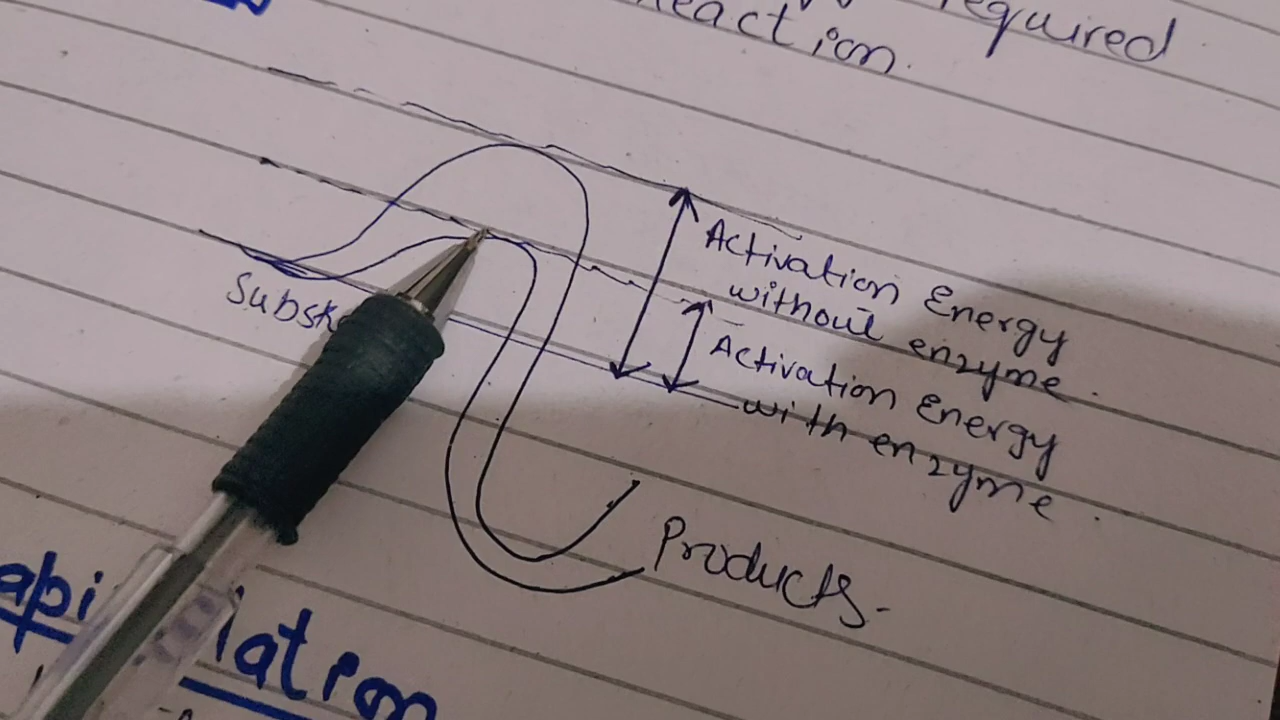 required
reaction.
Activation Energy
without enzyme.
Activation Energy
with enzyme.
Products.